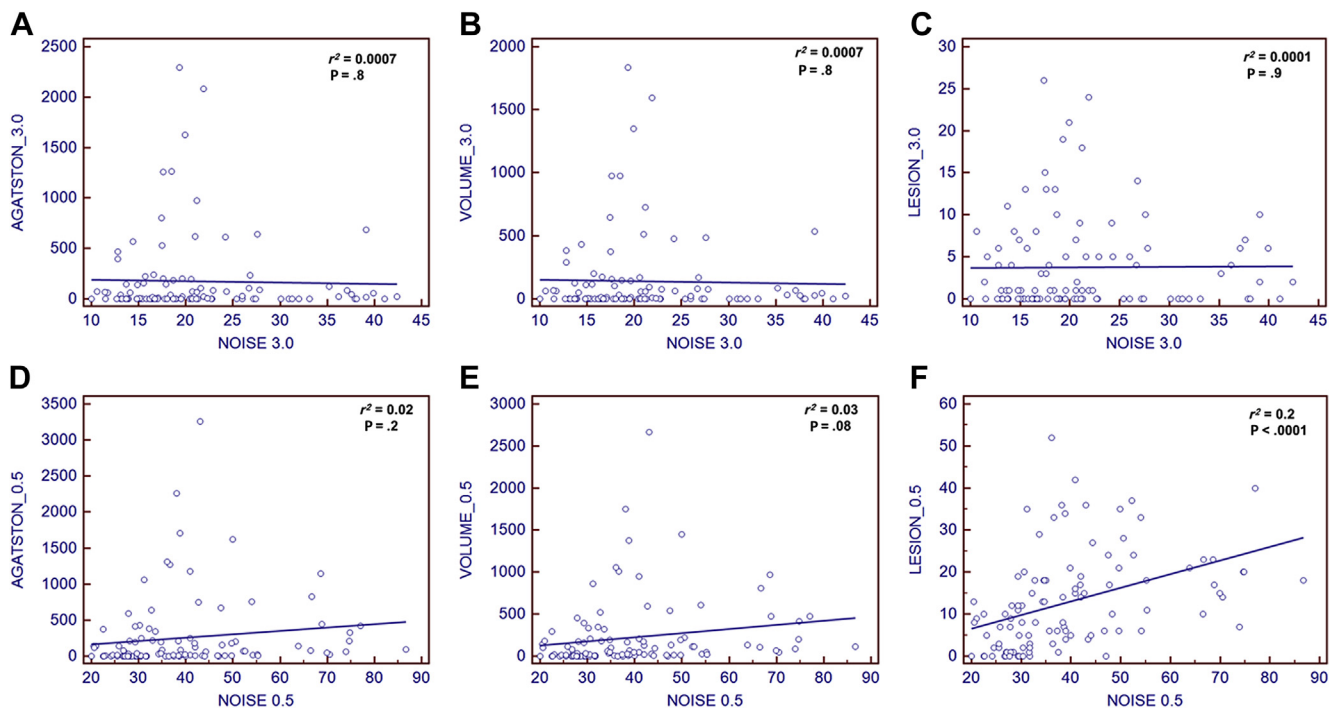 A
2500
2000
1500
1000
500
0
AGATSTON_3.0
r² = 0.0007
P = .8
10 15 20 25 30 35 40 45
NOISE 3.0
B
2000
1500
1000
500
0
VOLUME_3.0
r² = 0.0007
P = .8
10 15 20 25 30 35 40 45
NOISE 3.0
C
30
25
20
15
10
5
0
LESION_3.0
r² = 0.0001
P = .9
10 15 20 25 30 35 40 45
NOISE 3.0
D
3500
3000
2500
2000
1500
1000
500
0
AGATSTON_0.5
r² = 0.02
P = .2
20 30 40 50 60 70 80 90
NOISE 0.5
E
3000
2500
2000
1500
1000
500
0
VOLUME_0.5
r² = 0.03
P = .08
20 30 40 50 60 70 80 90
NOISE 0.5
F
60
50
40
30
20
10
0
LESION_0.5
r² = 0.2
P < .0001
20 30 40 50 60 70 80 90
NOISE 0.5